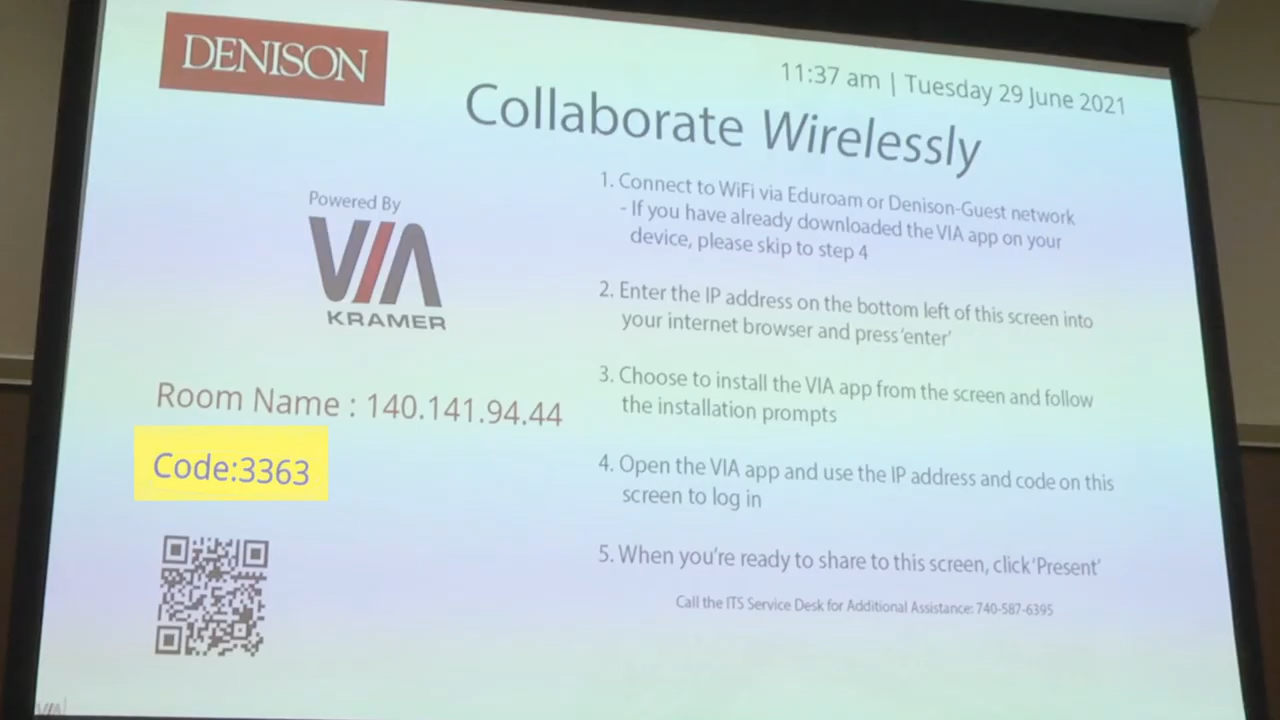 DENISON
11:37 am | Tuesday 29 June 2021
Collaborate Wirelessly
Powered By
VIA
KRAMER
Room Name : 140.141.94.44
Code:3363
1. Connect to WiFi via Eduroam or Denison-Guest network
- If you have already downloaded the VIA app on your
device, please skip to step 4
2. Enter the IP address on the bottom left of this screen into
your internet browser and press 'enter'
3. Choose to install the VIA app from the screen and follow
the installation prompts
4. Open the VIA app and use the IP address and code on this
screen to log in
5. When you're ready to share to this screen, click 'Present'
Call the ITS Service Desk for Additional Assistance: 740-587-6395
VIA